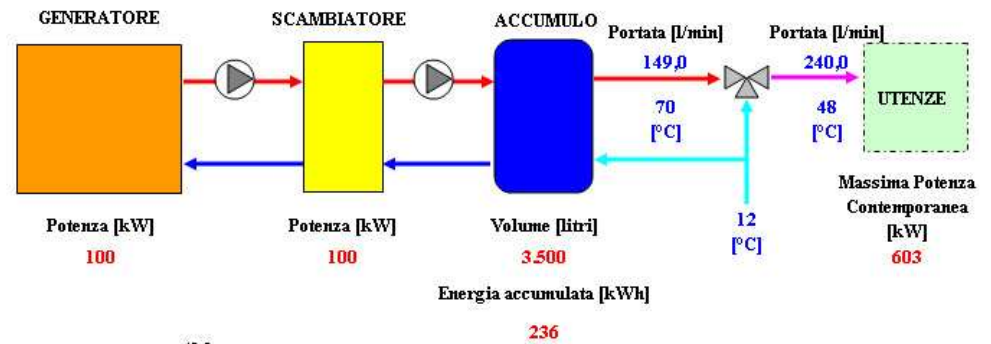 GENERATORE SCAMBIATORE ACCUMULO
Portata [l/min] Portata [l/min]
149,0 240,0
UTENZE
70 48
[°C] [°C]
Massima Potenza
Contemporanea
[kW]
603
Potenza [kW] Potenza [kW] Volume [litri]
100 100 3.500
12
[°C]
Energia accumulata [kWh]
236